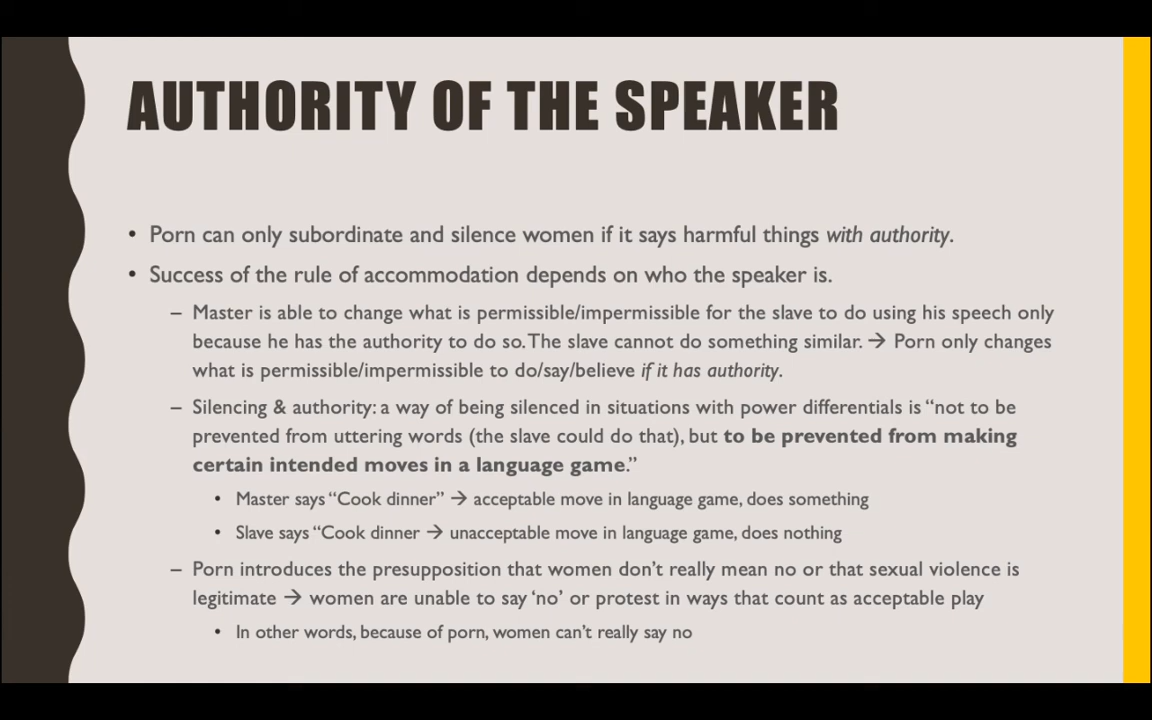 AUTHORITY OF THE SPEAKER
• Porn can only subordinate and silence women if it says harmful things with authority.
• Success of the rule of accommodation depends on who the speaker is.
– Master is able to change what is permissible/impermissible for the slave to do using his speech only
because he has the authority to do so. The slave cannot do something similar. → Porn only changes
what is permissible/impermissible to do/say/believe if it has authority.
– Silencing & authority: a way of being silenced in situations with power differentials is “not to be
prevented from uttering words (the slave could do that), but to be prevented from making
certain intended moves in a language game.”
• Master says “Cook dinner” → acceptable move in language game, does something
• Slave says “Cook dinner → unacceptable move in language game, does nothing
– Porn introduces the presupposition that women don’t really mean no or that sexual violence is
legitimate → women are unable to say ‘no’ or protest in ways that count as acceptable play
• In other words, because of porn, women can’t really say no